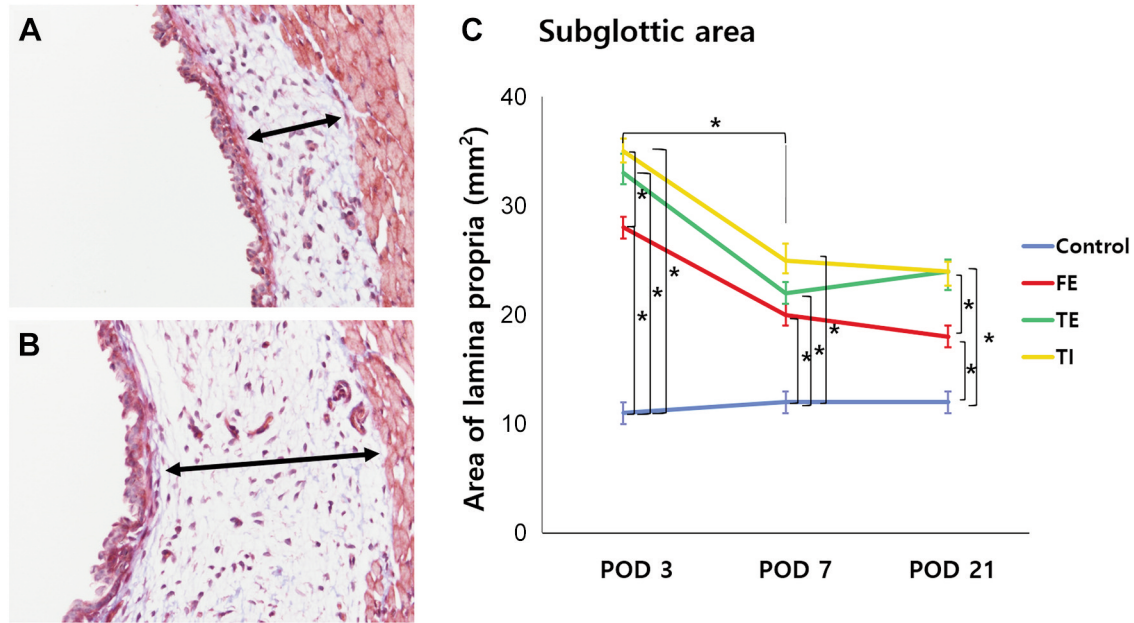 A
B
C Subglottic area
Area of lamina propria (mm²)
40
30
20
10
0
POD 3 POD 7 POD 21
*
*
*
*
*
*
*
*
*
*
*
Control
FE
TE
TI